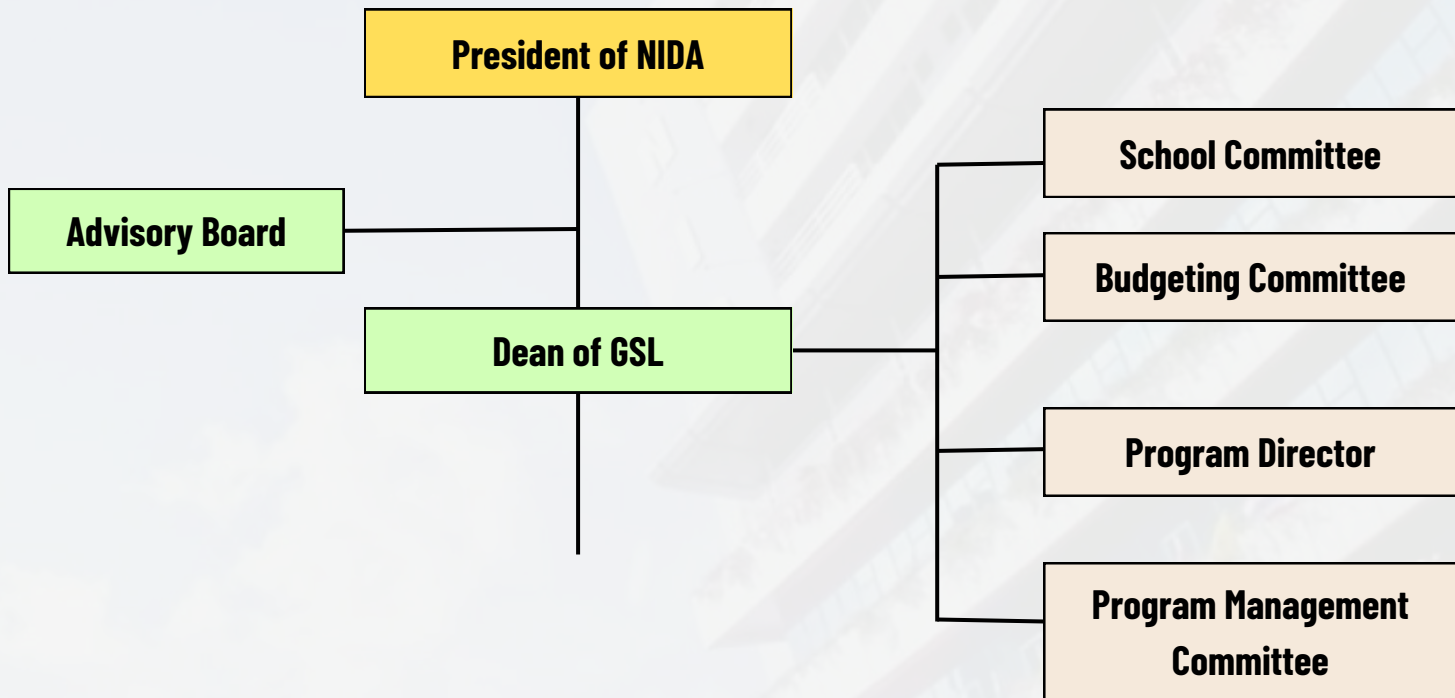 President of NIDA
School Committee
Advisory Board
Budgeting Committee
Dean of GSL
Program Director
Program Management
Committee